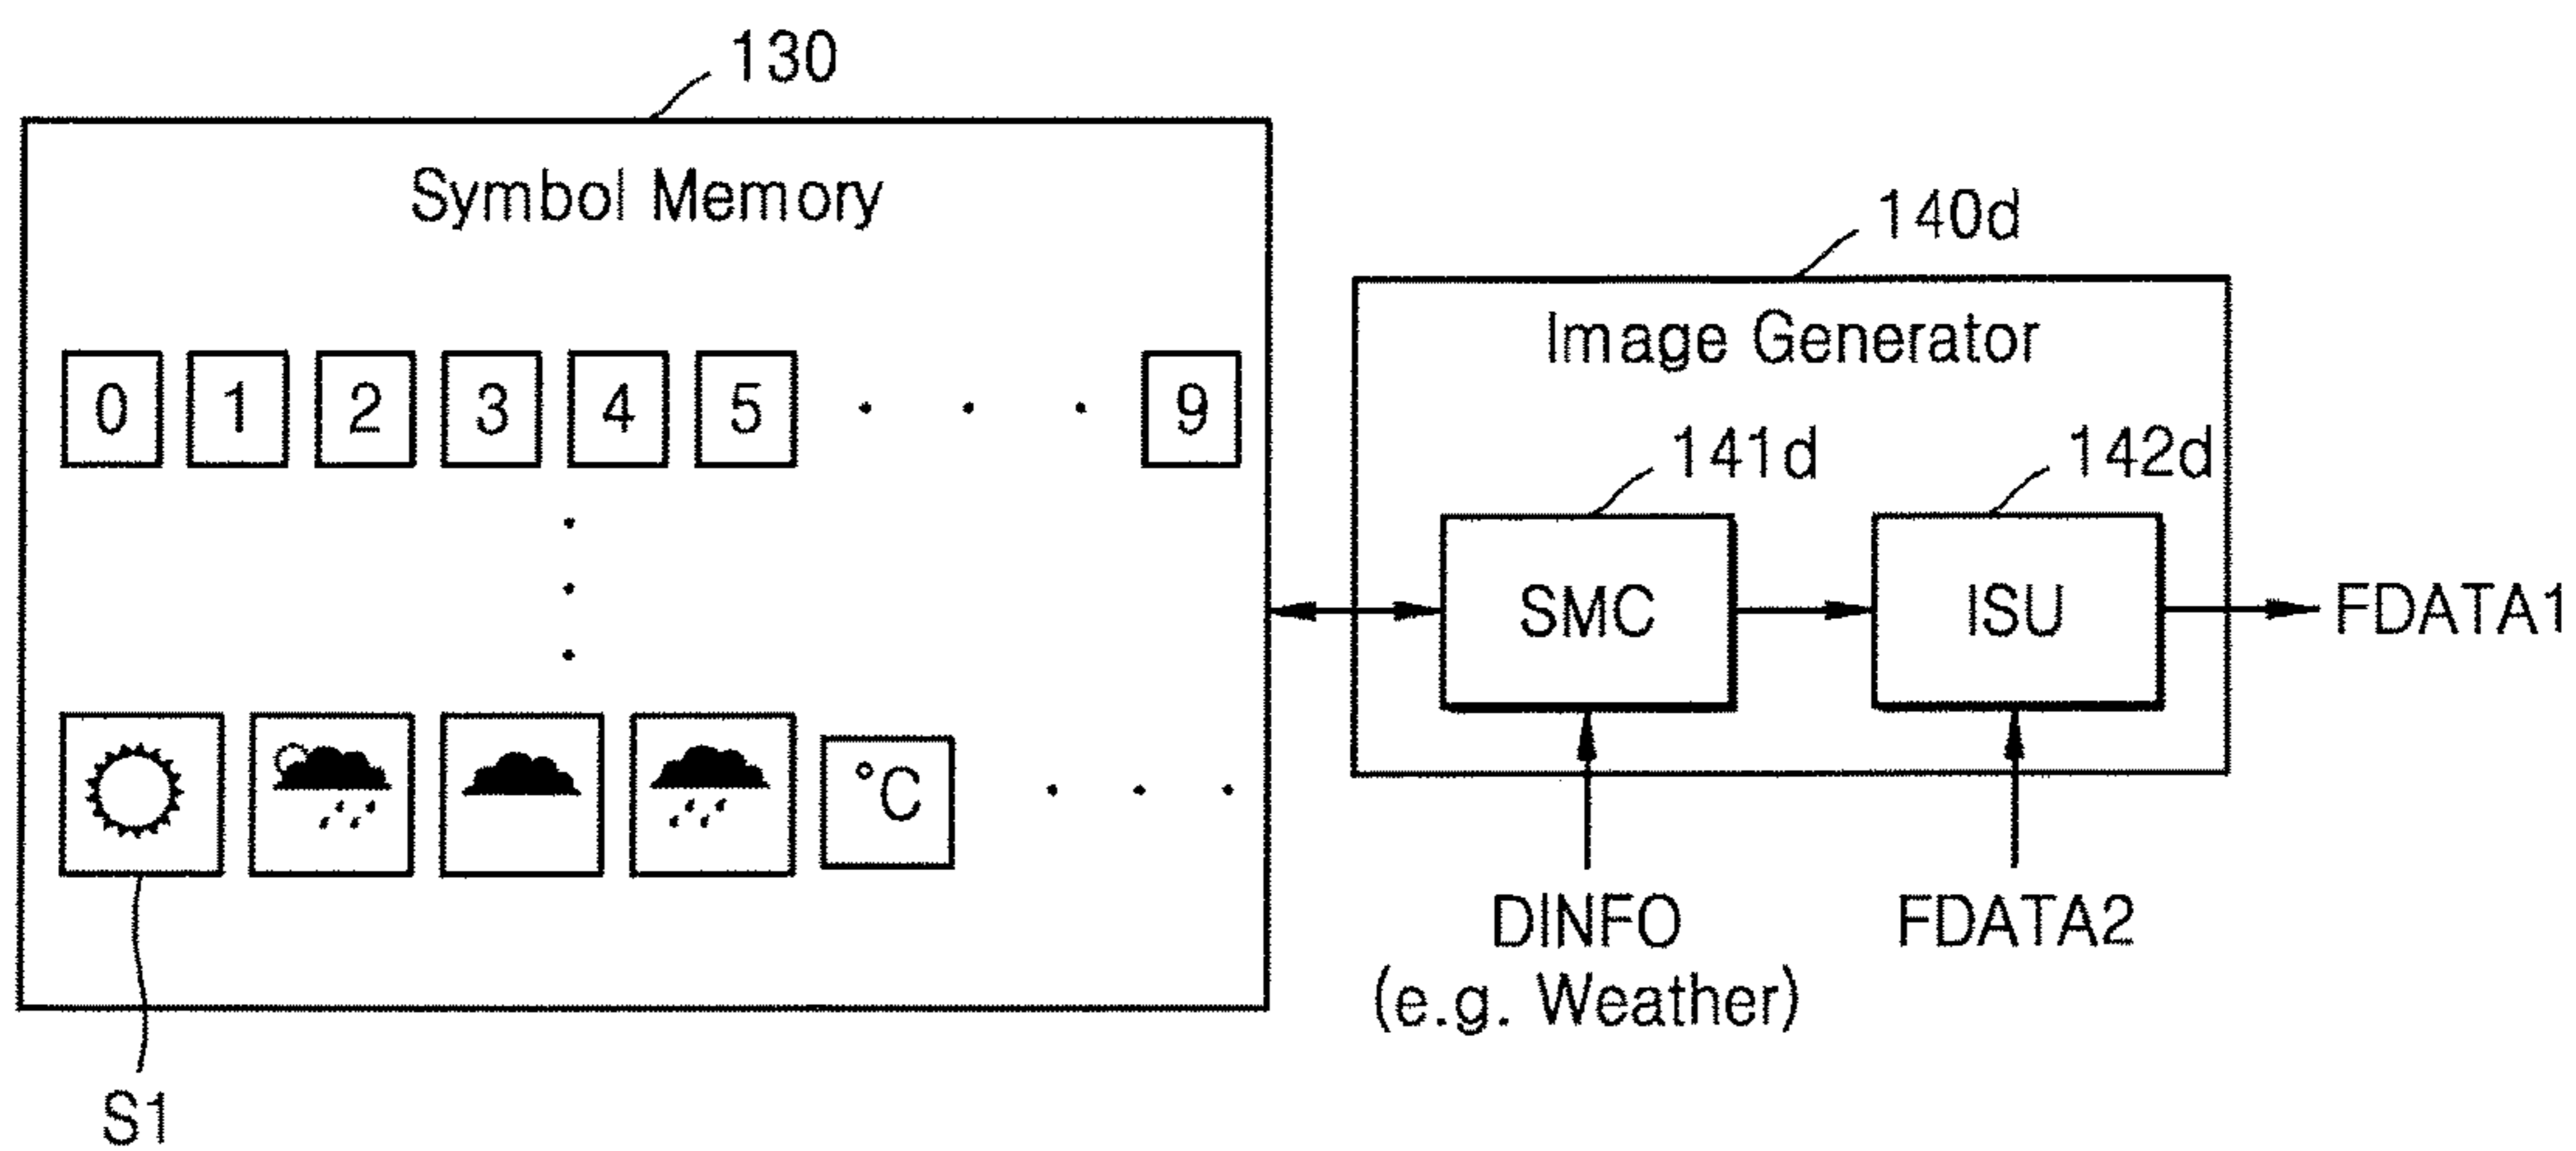 130
Symbol Memory
140d
Image Generator
0 1 2 3 4 5 . . . 9
141d
142d
SMC
ISU
FDATA1
°C
DINFO
(e.g. Weather)
FDATA2
S1